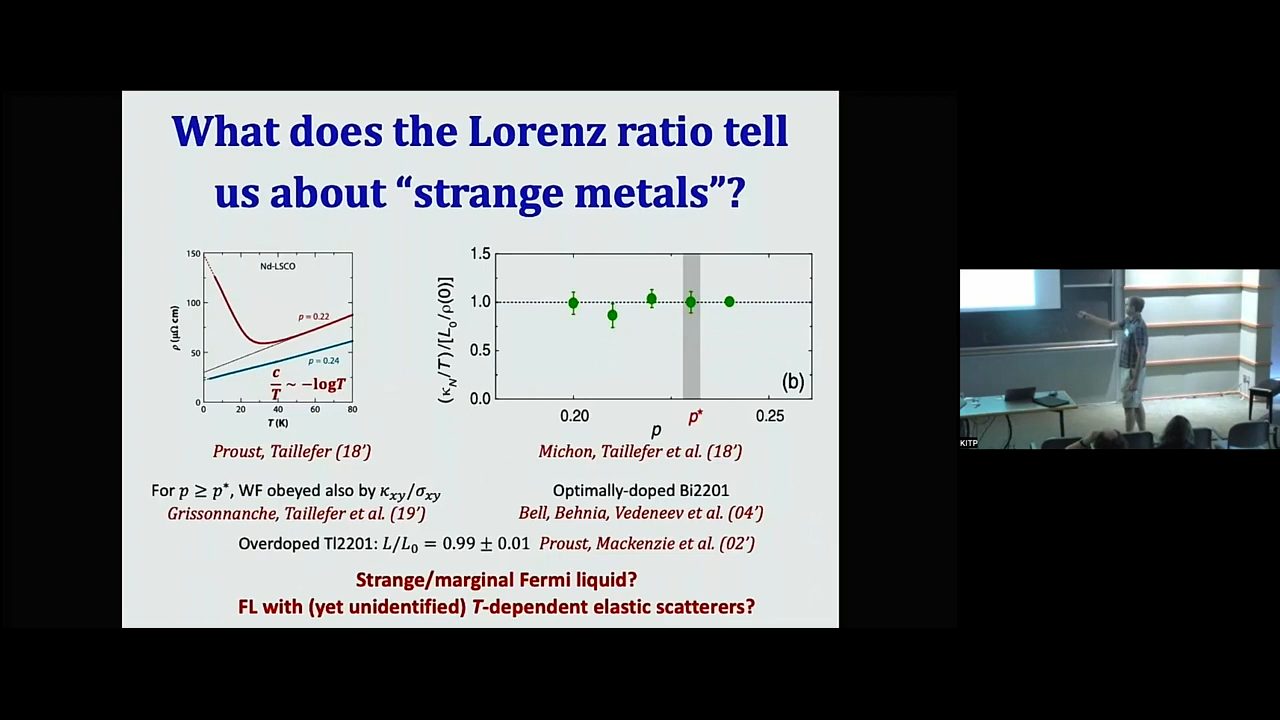 What does the Lorenz ratio tell
us about “strange metals”?
150
100
50
0
Nd-LSCO
p = 0.22
p = 0.24
c/T ~ −logT
ρ (μΩ cm)
0 20 40 60 80
T (K)
1.5
1.0
0.5
0.0
(κN/T)/[L0/ρ(0)]
(b)
0.20 p* 0.25
p
Proust, Taillefer (18’)
Michon, Taillefer et al. (18’)
For p ≥ p*, WF obeyed also by κxy/σxy
Grissonnanche, Taillefer et al. (19’)
Optimally-doped Bi2201
Bell, Behnia, Vedeneev et al. (04’)
Overdoped Tl2201: L/L0 = 0.99 ± 0.01 Proust, Mackenzie et al. (02’)
Strange/marginal Fermi liquid?
FL with (yet unidentified) T-dependent elastic scatterers?
KITP